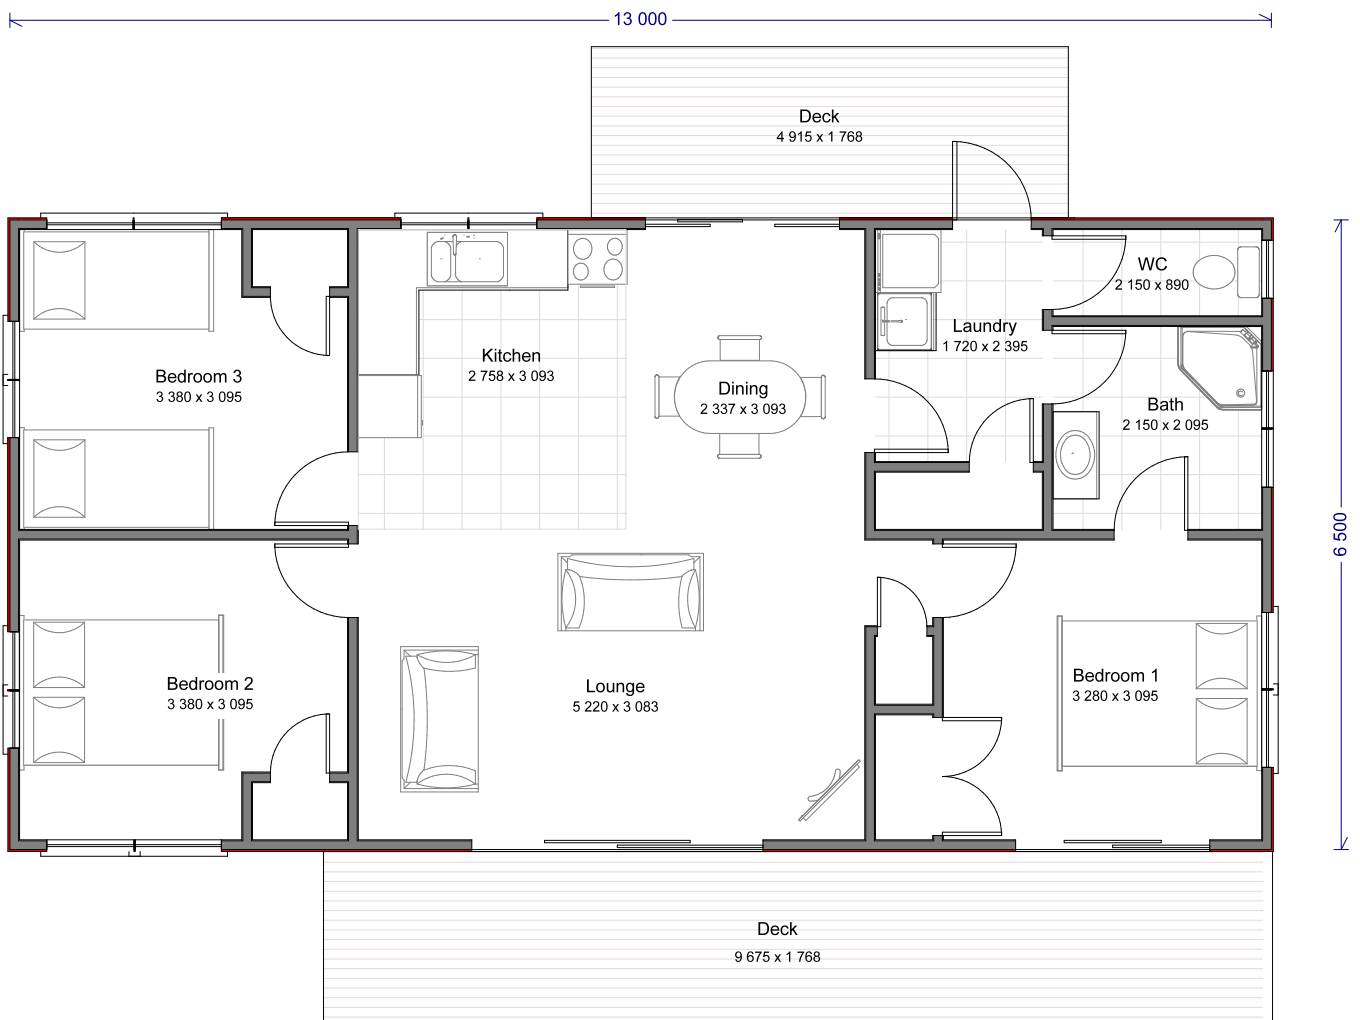 13 000
Deck
4 915 x 1 768
WC
2 150 x 890
Laundry
1 720 x 2 395
Kitchen
2 758 x 3 093
Bedroom 3
3 380 x 3 095
Dining
2 337 x 3 093
Bath
2 150 x 2 095
6 500
Bedroom 2
3 380 x 3 095
Lounge
5 220 x 3 083
Bedroom 1
3 280 x 3 095
Deck
9 675 x 1 768